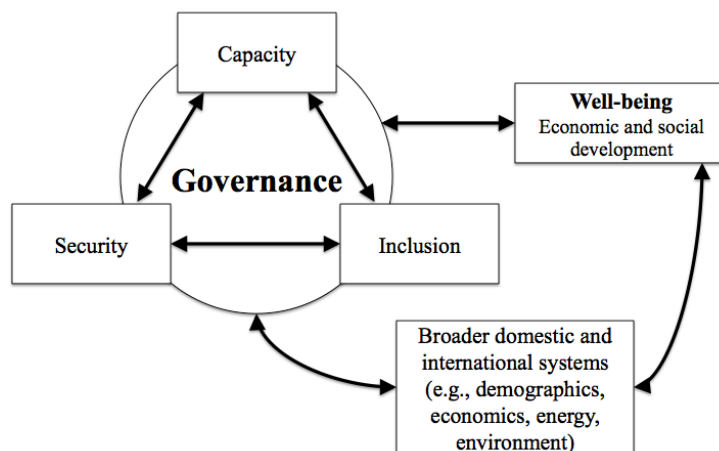 Capacity
Well-being
Economic and social
development
Governance
Security
Inclusion
Broader domestic and
international systems
(e.g., demographics,
economics, energy,
environment)